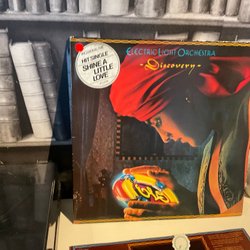 ELECTRIC LIGHT ORCHESTRA
- Discovery -
HIT SINGLE
SHINE A
LITTLE
LOVE